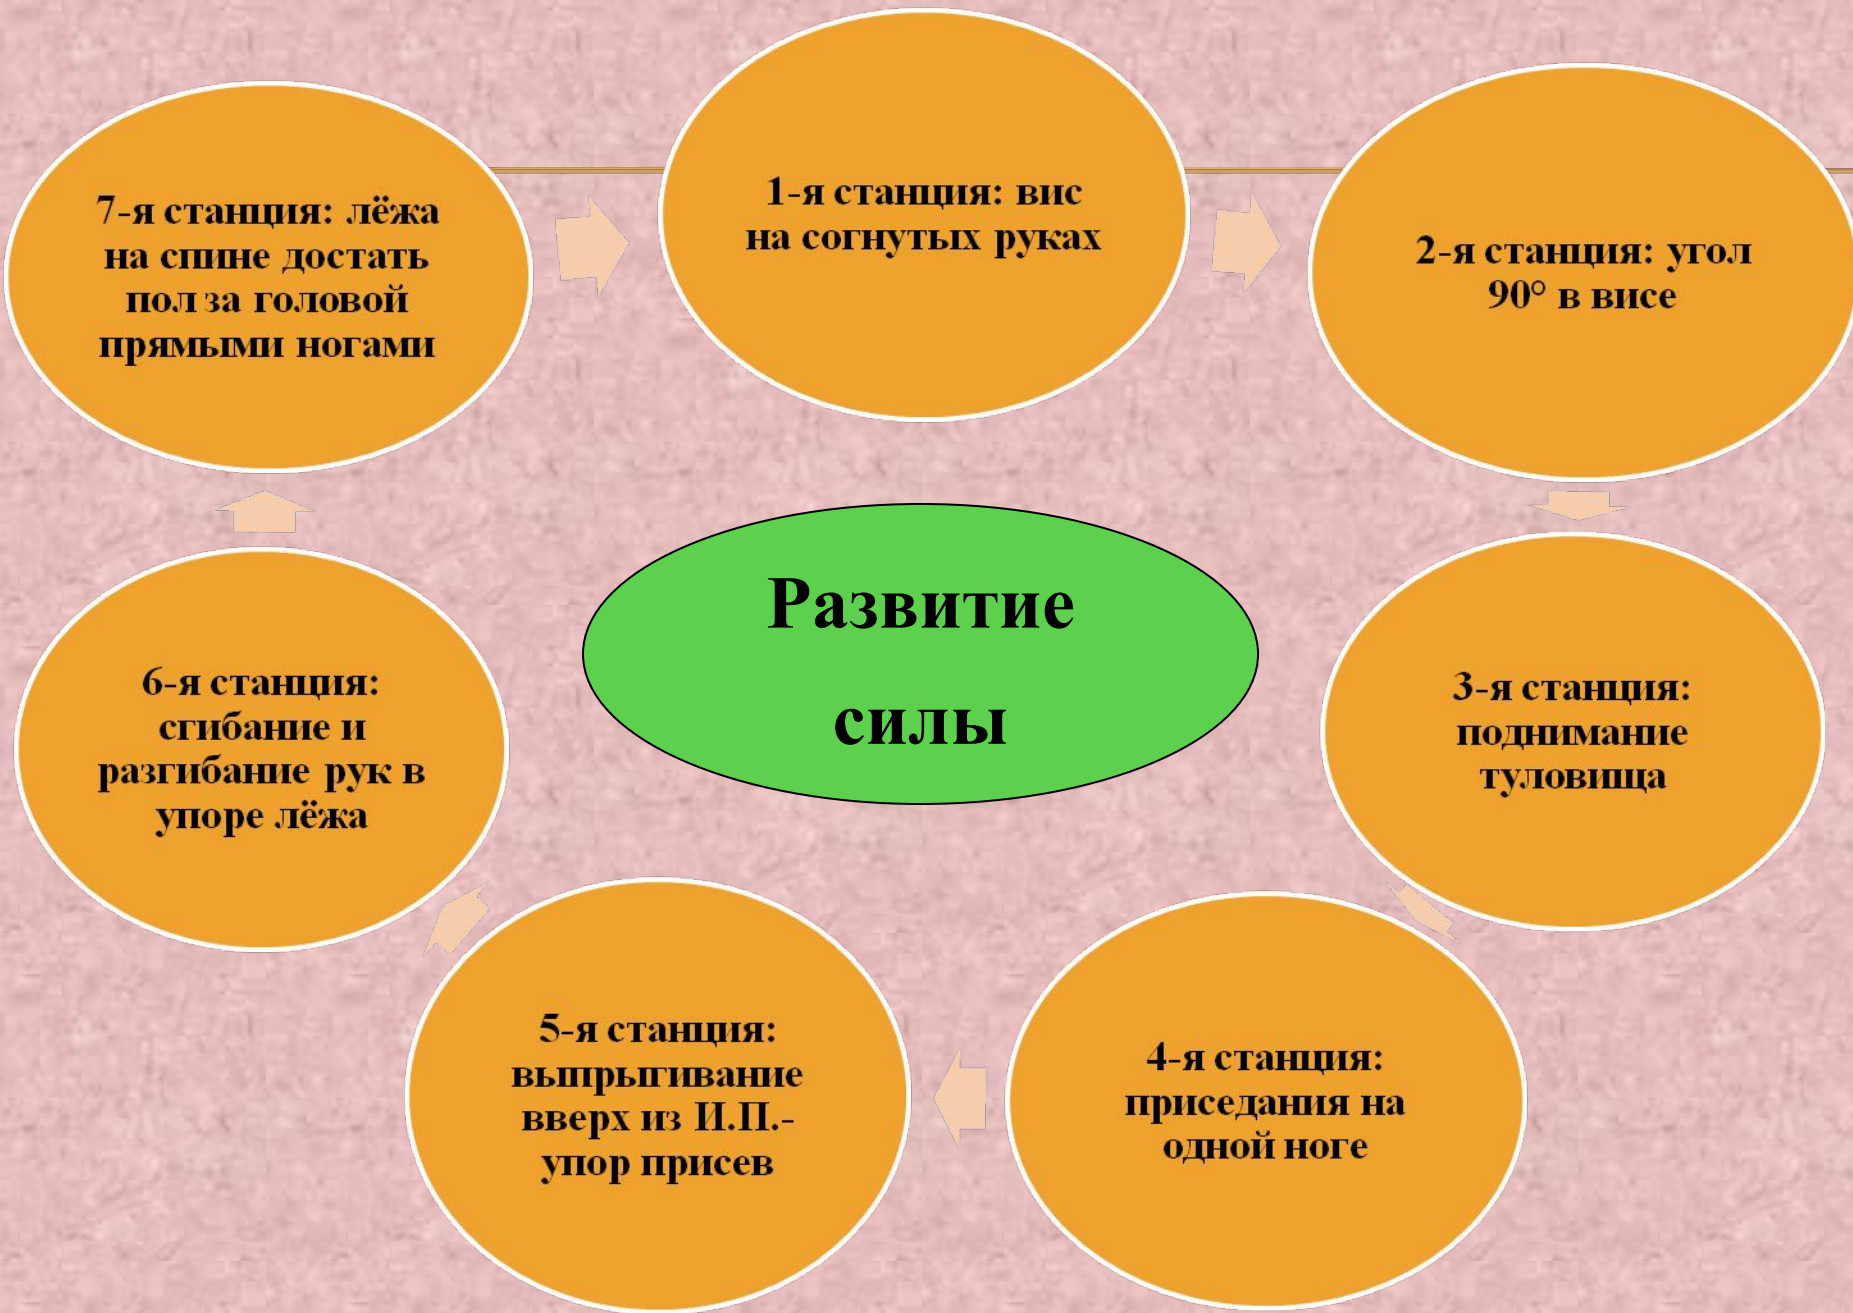 1-я станция: вис
на согнутых руках
2-я станция: угол
90° в висе
3-я станция:
поднимание
туловища
4-я станция:
приседания на
одной ноге
5-я станция:
выпрыгивание
вверх из И.П.-
упор присев
6-я станция:
сгибание и
разгибание рук в
упоре лёжа
7-я станция: лёжа
на спине достать
пол за головой
прямыми ногами
Развитие
силы